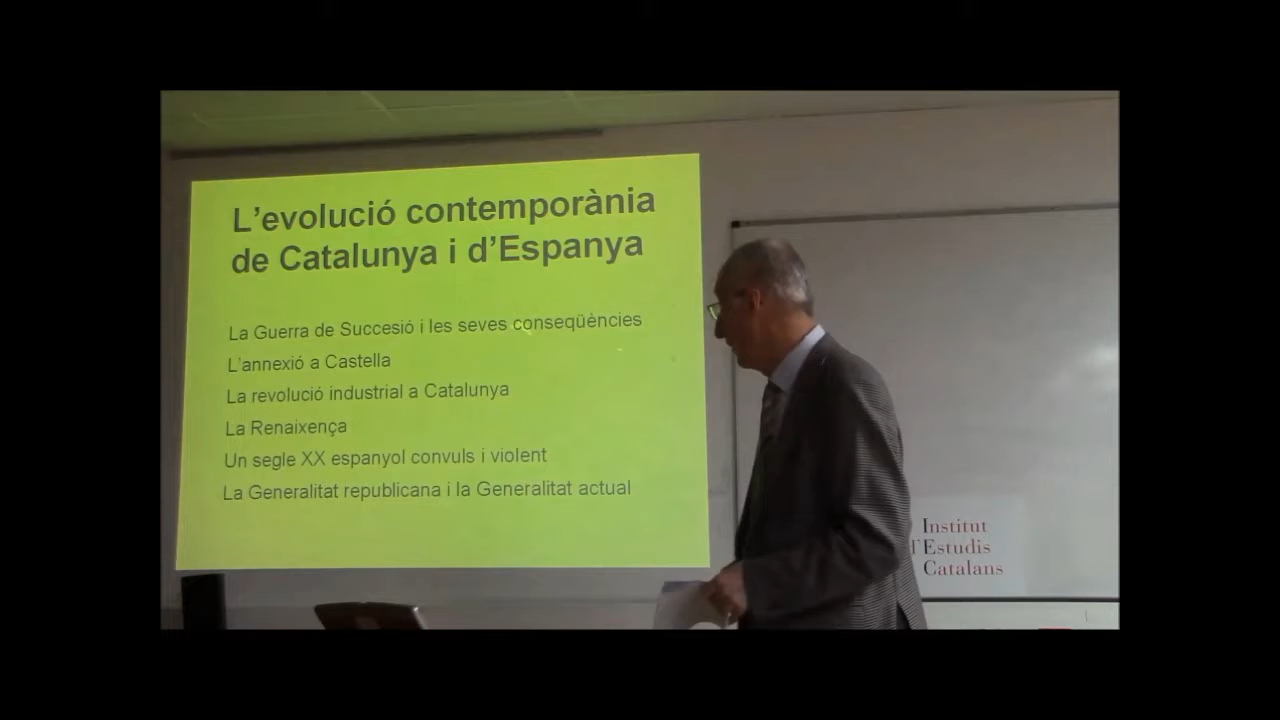 L'evolució contemporània
de Catalunya i d'Espanya
La Guerra de Succesió i les seves conseqüències
L'annexió a Castella
La revolució industrial a Catalunya
La Renaixença
Un segle XX espanyol convuls i violent
La Generalitat republicana i la Generalitat actual
Institut
d'Estudis
Catalans